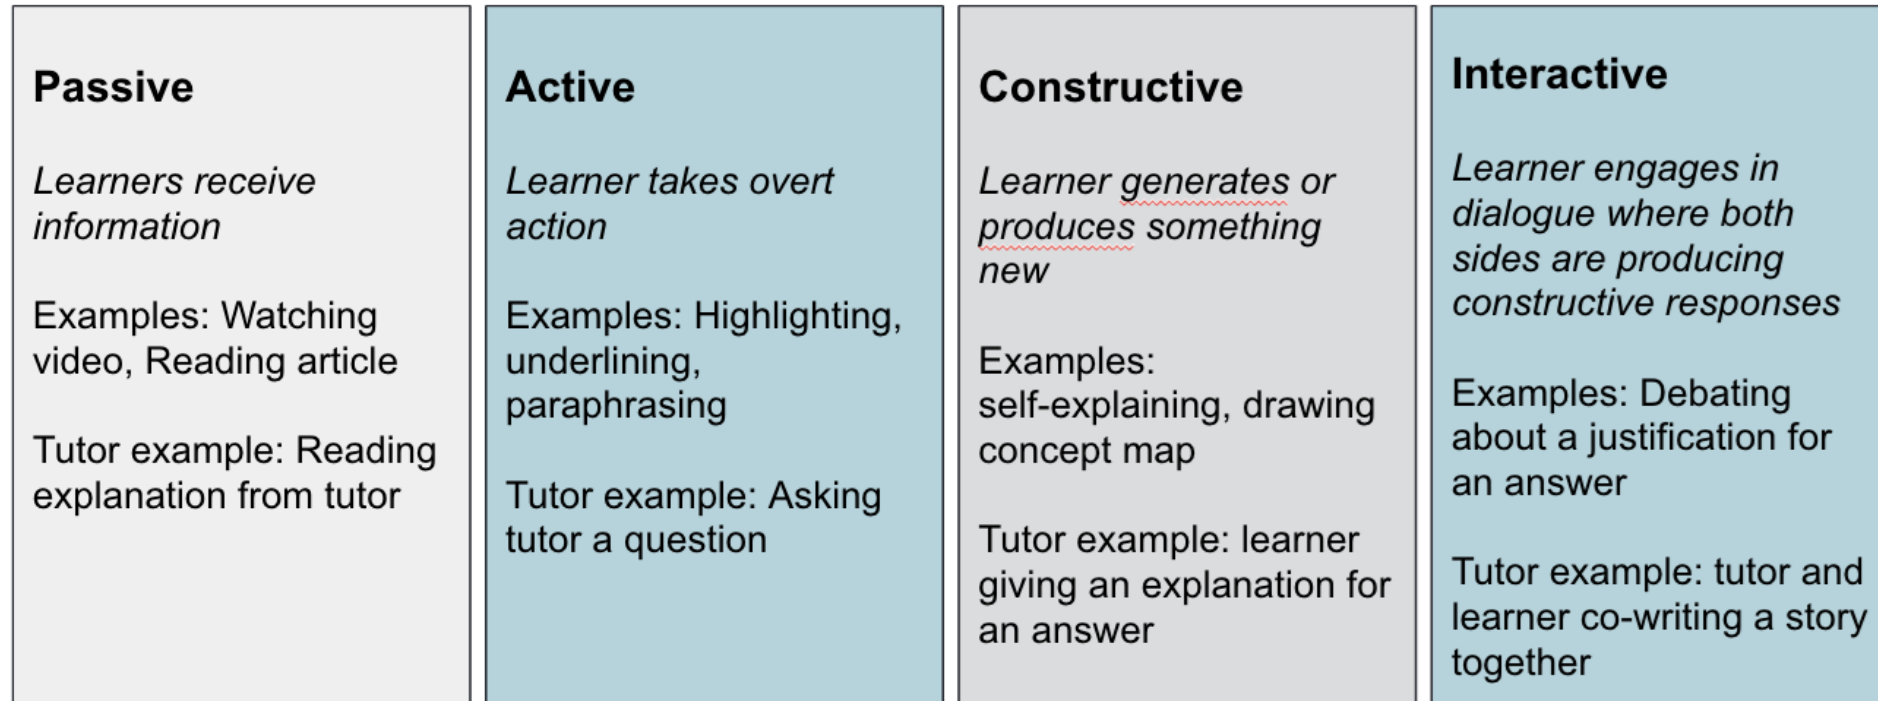 Passive
Learners receive
information
Examples: Watching
video, Reading article
Tutor example: Reading
explanation from tutor
Active
Learner takes overt
action
Examples: Highlighting,
underlining,
paraphrasing
Tutor example: Asking
tutor a question
Constructive
Learner generates or
produces something
new
Examples:
self-explaining, drawing
concept map
Tutor example: learner
giving an explanation for
an answer
Interactive
Learner engages in
dialogue where both
sides are producing
constructive responses
Examples: Debating
about a justification for
an answer
Tutor example: tutor and
learner co-writing a story
together